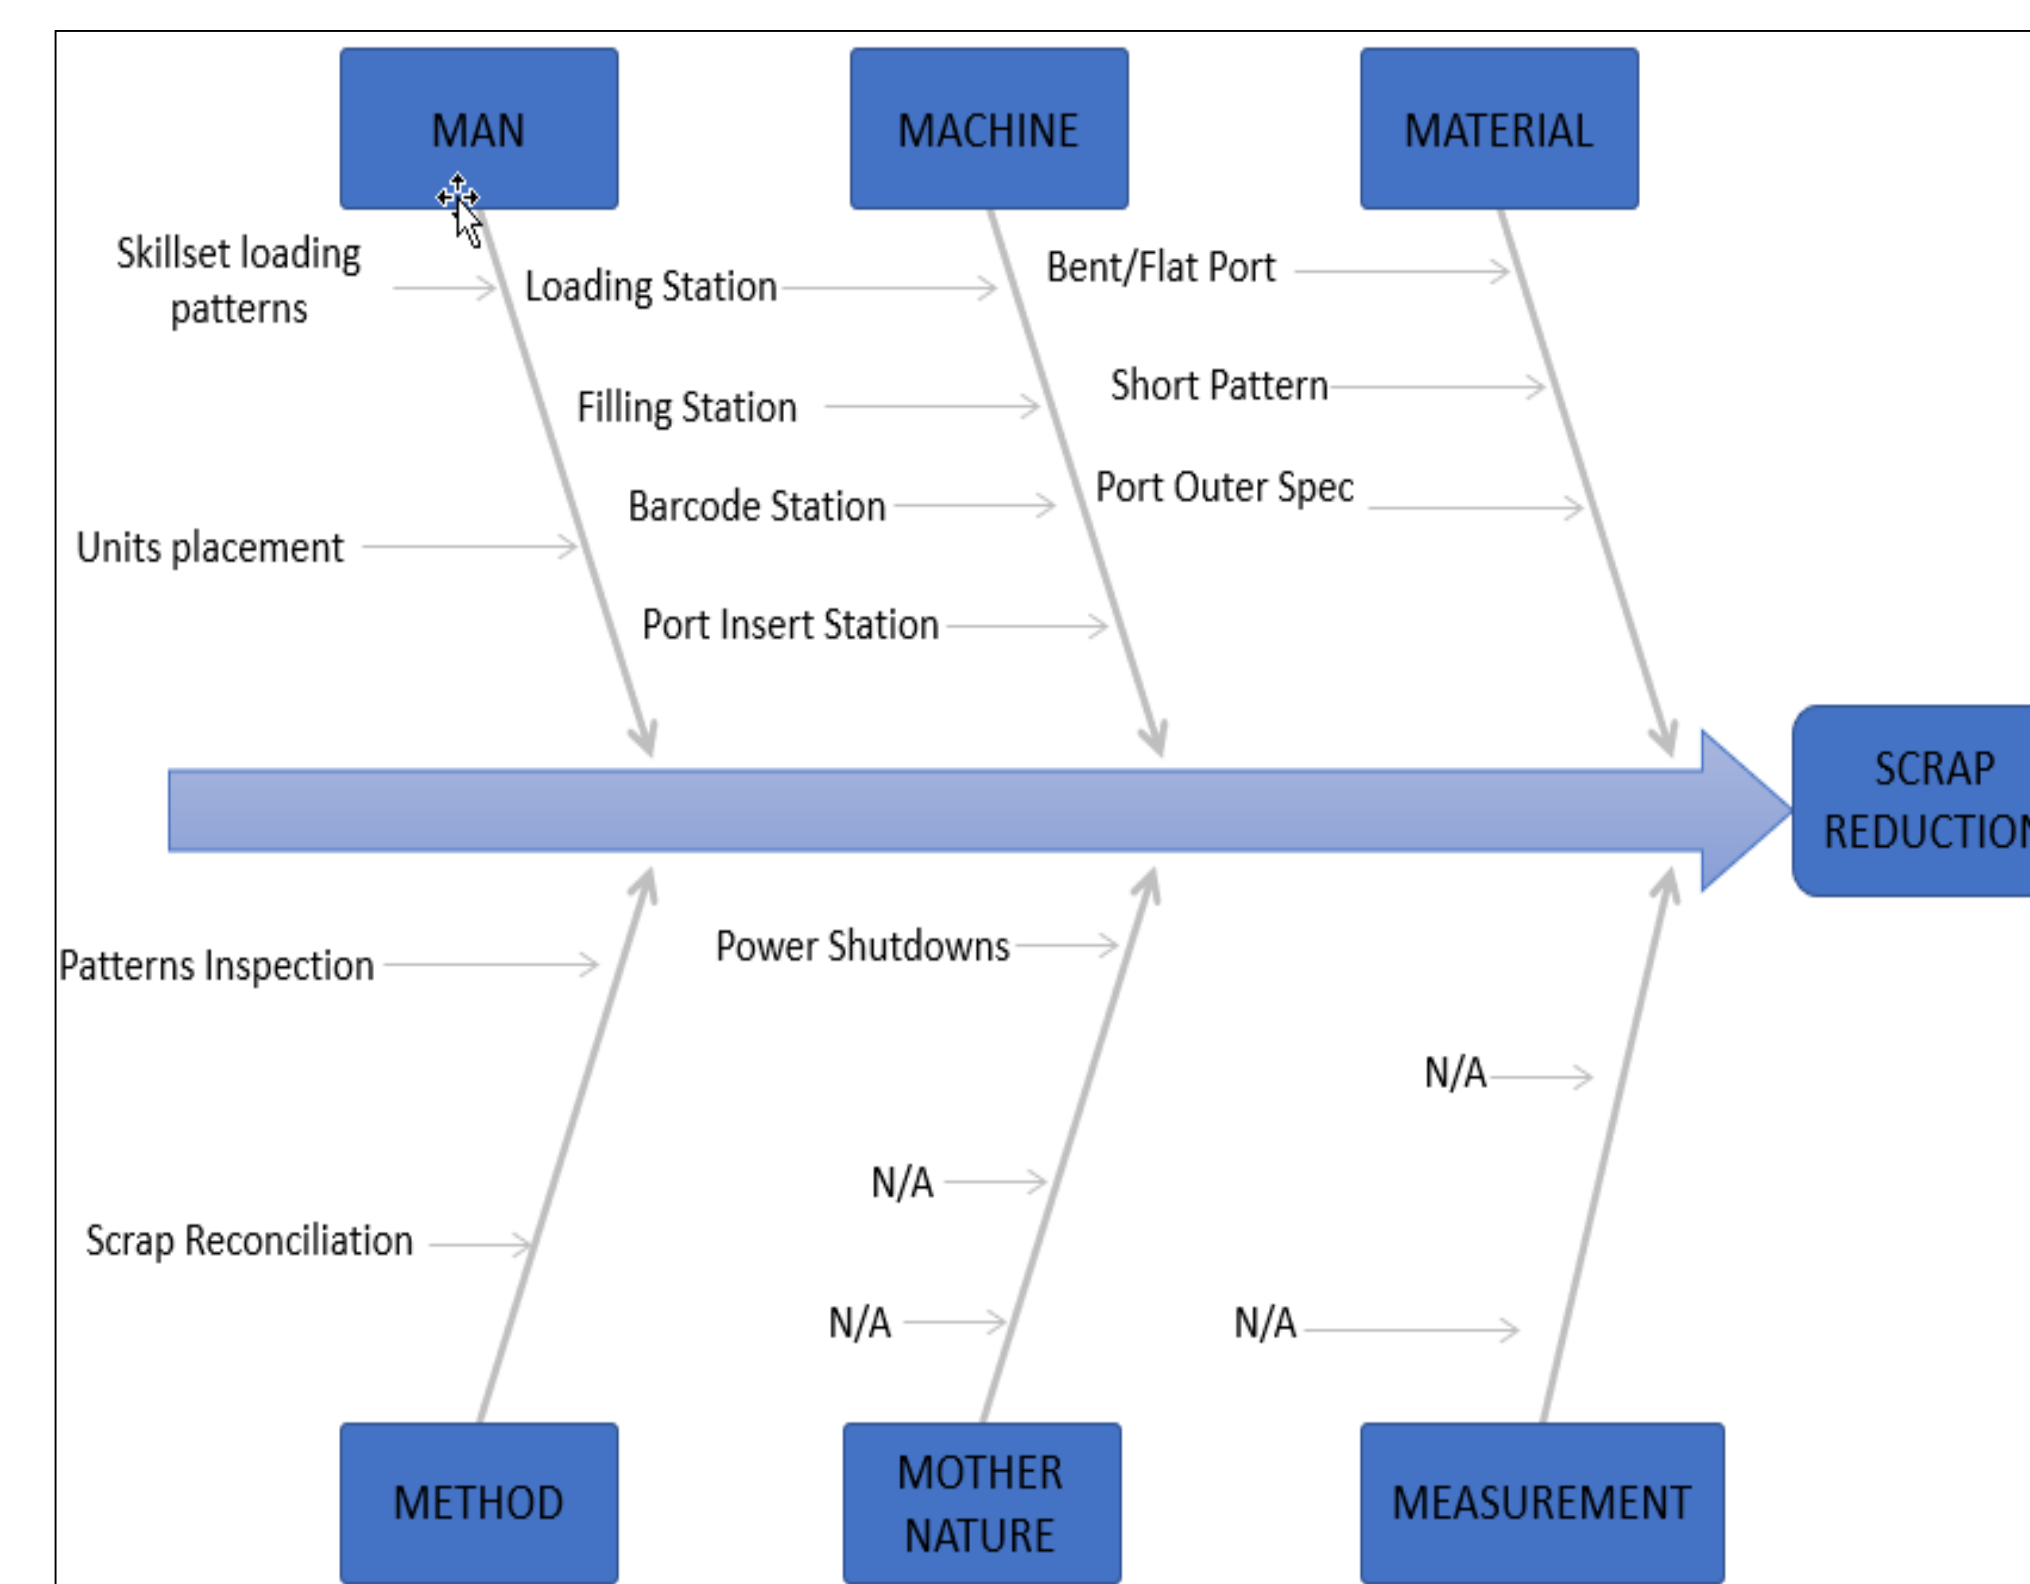 MAN
MACHINE
MATERIAL
Skillset loading
patterns
Loading Station
Bent/Flat Port
Filling Station
Short Pattern
Barcode Station
Port Outer Spec
Units placement
Port Insert Station
SCRAP
REDUCTION
Patterns Inspection
Power Shutdowns
N/A
N/A
Scrap Reconciliation
N/A
N/A
METHOD
MOTHER
NATURE
MEASUREMENT